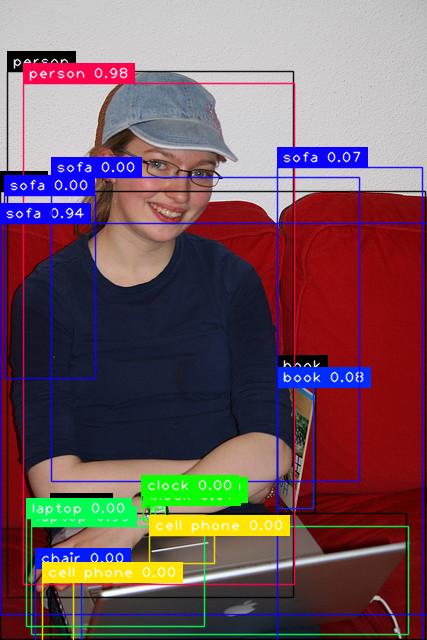 person
person 0.98
sofa 0.07
sofa 0.00
sofa 0.00
sofa 0.94
book
book 0.08
clock 0.00
laptop 0.00
cell phone 0.00
chair 0.00
cell phone 0.00